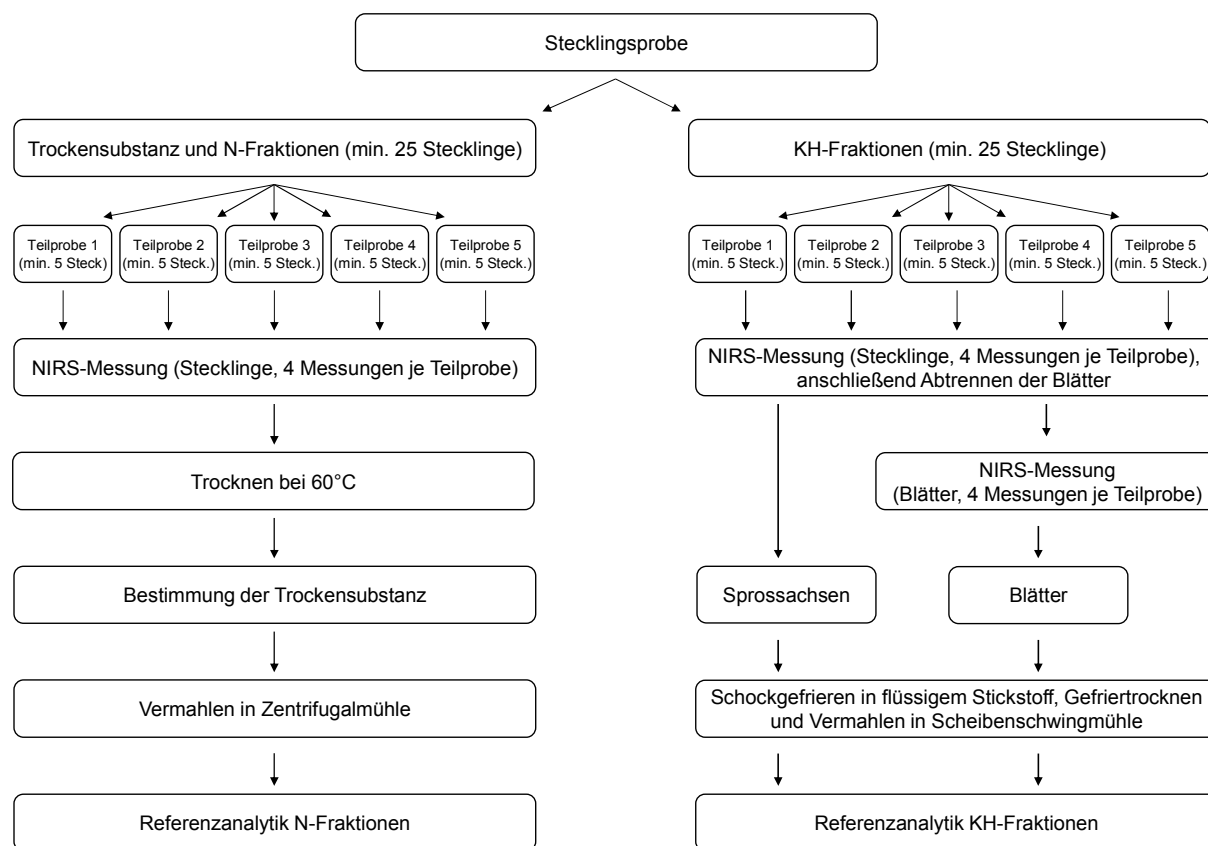 Stecklingsprobe
Trockensubstanz und N-Fraktionen (min. 25 Stecklinge)
KH-Fraktionen (min. 25 Stecklinge)
Teilprobe 1
(min. 5 Steck)
Teilprobe 2
(min. 5 Steck.)
Teilprobe 3
(min. 5 Steck.)
Teilprobe 4
(min. 5 Steck.)
Teilprobe 5
(min. 5 Steck.)
Teilprobe 1
(min. 5 Steck.)
Teilprobe 2
(min. 5 Steck.)
Teilprobe 3
(min. 5 Steck.)
Teilprobe 4
(min. 5 Steck.)
Teilprobe 5
(min. 5 Steck.)
NIRS-Messung (Stecklinge, 4 Messungen je Teilprobe)
NIRS-Messung (Stecklinge, 4 Messungen je Teilprobe),
anschließend Abtrennen der Blätter
Trocknen bei 60°C
NIRS-Messung
(Blätter, 4 Messungen je Teilprobe)
Bestimmung der Trockensubstanz
Sprossachsen
Blätter
Vermahlen in Zentrifugalmühle
Schockgefrieren in flüssigem Stickstoff, Gefriertrocknen
und Vermahlen in Scheibenschwingmühle
Referenzanalytik N-Fraktionen
Referenzanalytik KH-Fraktionen